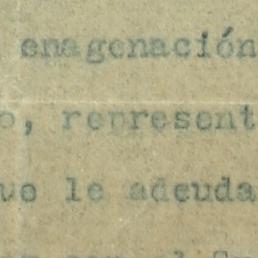 enagenación
o, represent
ue le adeuda